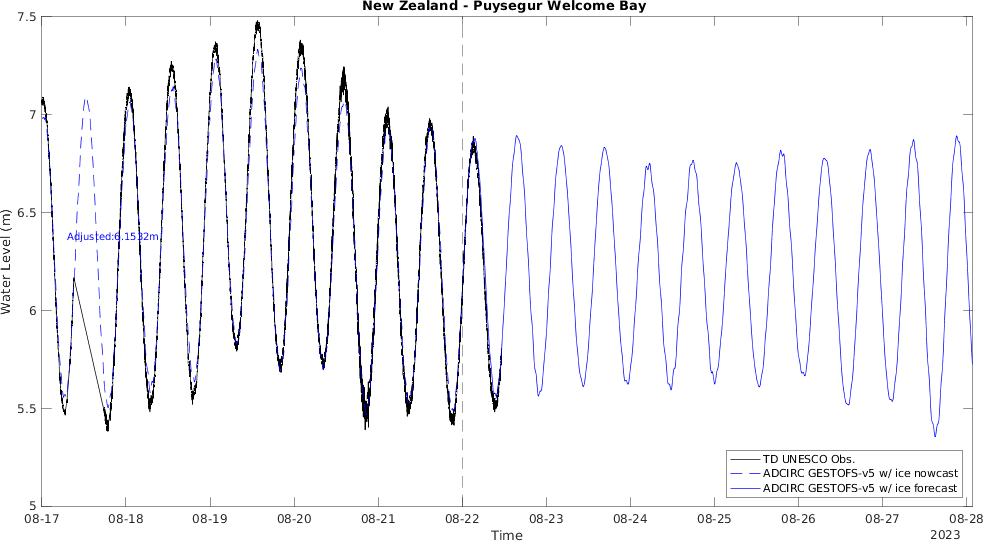 New Zealand - Puysegur Welcome Bay
7.5
7
6.5
6
5.5
5
Water Level (m)
Adjusted:6.1532m
TD UNESCO Obs.
ADCIRC GESTOFS-v5 w/ ice nowcast
ADCIRC GESTOFS-v5 w/ ice forecast
08-17 08-18 08-19 08-20 08-21 08-22 08-23 08-24 08-25 08-26 08-27 08-28
Time
2023